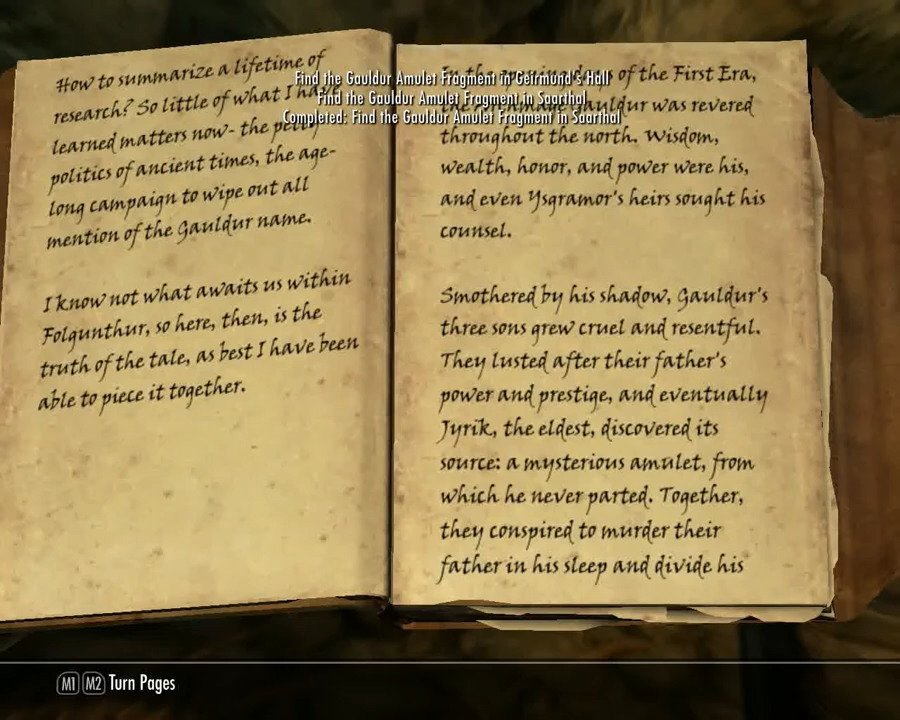 How to summarize a lifetime of
research? So little of what I have
learned matters now- the petty
politics of ancient times, the age-
long campaign to wipe out all
mention of the Gauldur name.
I know not what awaits us within
Folgunthur, so here, then, is the
truth of the tale, as best I have been
able to piece it together.
Find the Gauldur Amulet Fragment in Geirmund's Hall
Find the Gauldur Amulet Fragment in Saarthal
Completed: Find the Gauldur Amulet Fragment in Saarthal
In the of the First Era,
the Gauldur was revered
throughout the north. Wisdom,
wealth, honor, and power were his,
and even Ysgramor's heirs sought his
counsel.
Smothered by his shadow, Gauldur's
three sons grew cruel and resentful.
They lusted after their father's
power and prestige, and eventually
Jyrik, the eldest, discovered its
source: a mysterious amulet, from
which he never parted. Together,
they conspired to murder their
father in his sleep and divide his
M1 M2 Turn Pages